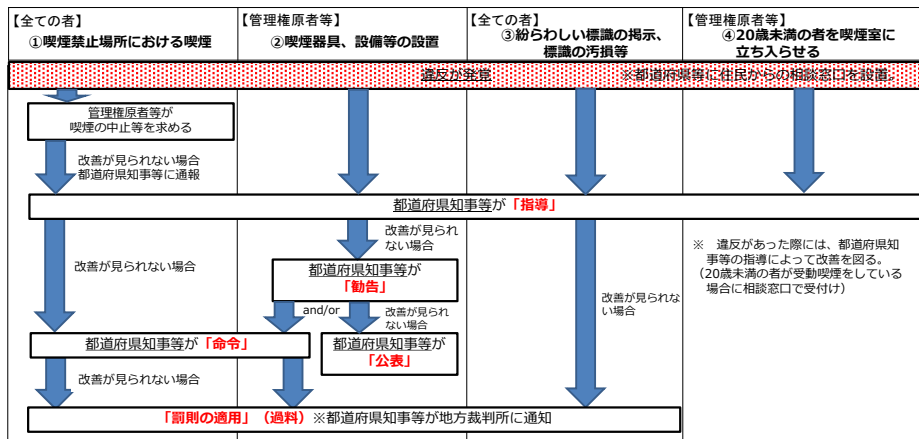 【全ての者】
①喫煙禁止場所における喫煙
【管理権原者等】
②喫煙器具、設備等の設置
【全ての者】
③紛らわしい標識の掲示、
標識の汚損等
【管理権原者等】
④20歳未満の者を喫煙室に
立ち入らせる
違反が発覚
※都道府県等に住民からの相談窓口を設置。
管理権原者等が
喫煙の中止等を求める
改善が見られない場合
都道府県知事等に通報
都道府県知事等が「指導」
改善が見られない場合
改善が見られ
ない場合
都道府県知事等が
「勧告」
and/or
改善が見られ
ない場合
都道府県知事等が「命令」
都道府県知事等が
「公表」
改善が見られな
い場合
※　違反があった際には、都道府県知
事等の指導によって改善を図る。
（20歳未満の者が受動喫煙をしている
場合に相談窓口で受付け）
改善が見られない場合
「罰則の適用」（過料）※都道府県知事等が地方裁判所に通知